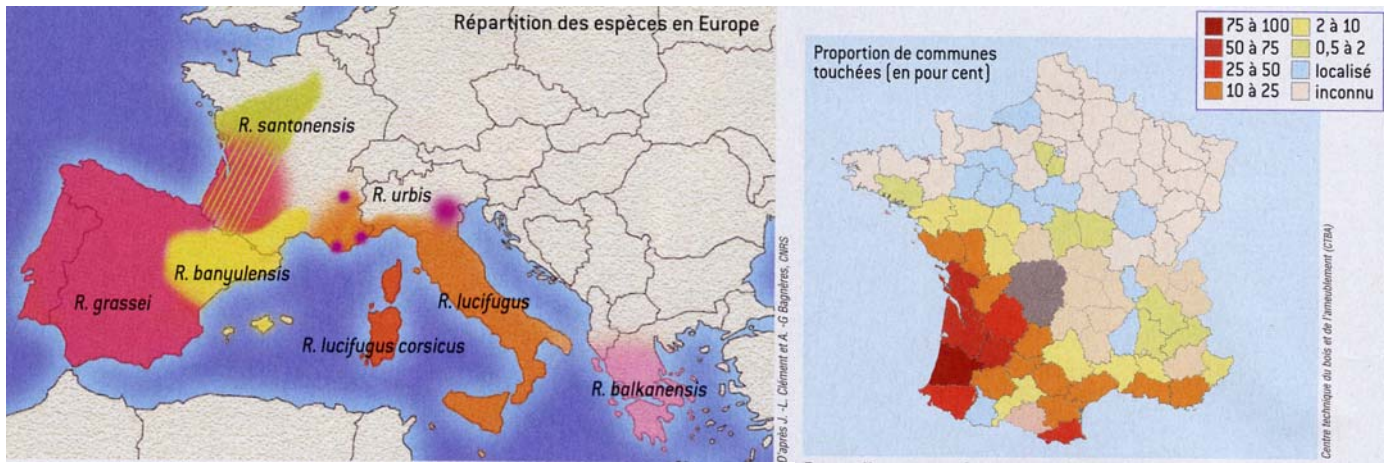 Répartition des espèces en Europe
R. santonensis
R. urbis
R. banyulensis
R. grassei
R. lucifugus
R. lucifugus corsicus
R. balkanensis
D'après J. -L. Clément et A. -G Bagnères, CNRS
Proportion de communes
touchées (en pour cent)
75 à 100
50 à 75
25 à 50
10 à 25
2 à 10
0,5 à 2
localisé
inconnu
Centre technique du bois et de l'ameublement (CTBA)